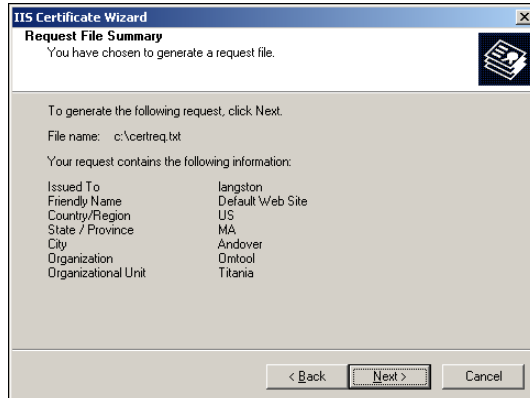 IIS Certificate Wizard
Request File Summary
You have chosen to generate a request file.
To generate the following request, click Next.
File name: c:\certreq.txt
Your request contains the following information:
Issued To langston
Friendly Name Default Web Site
Country/Region US
State / Province MA
City Andover
Organization Omtool
Organizational Unit Titania
< Back Next > Cancel